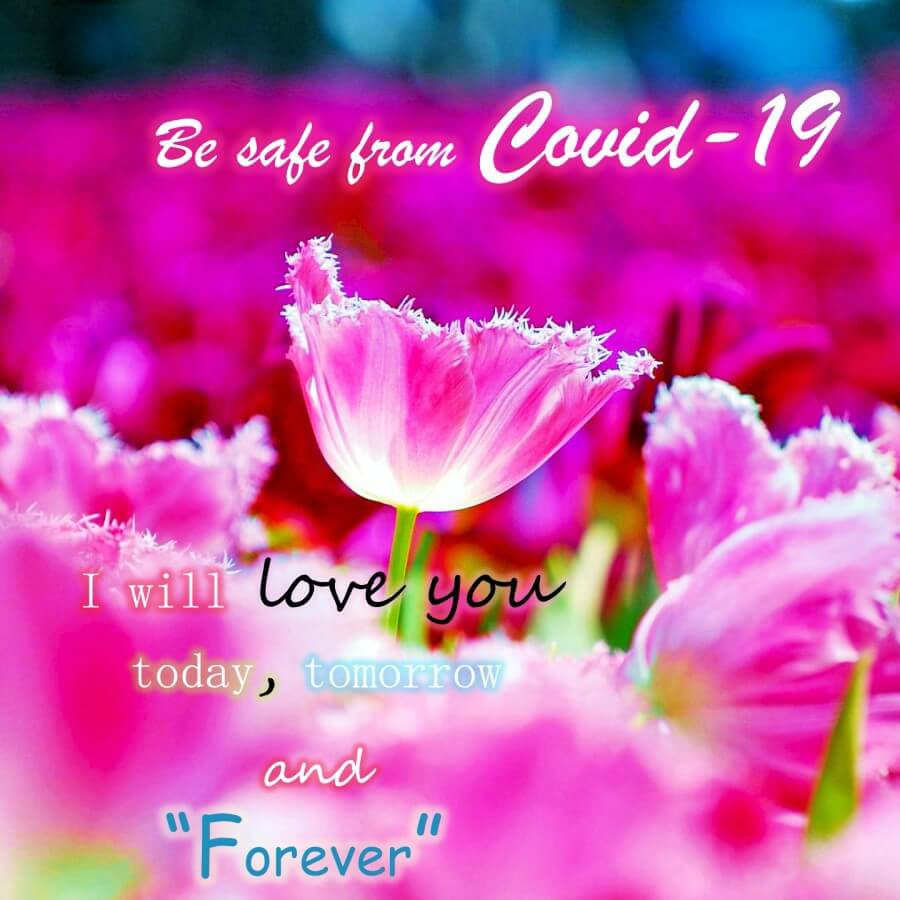 Be safe from Covid-19
I will love you
today, tomorrow
and
"Forever"